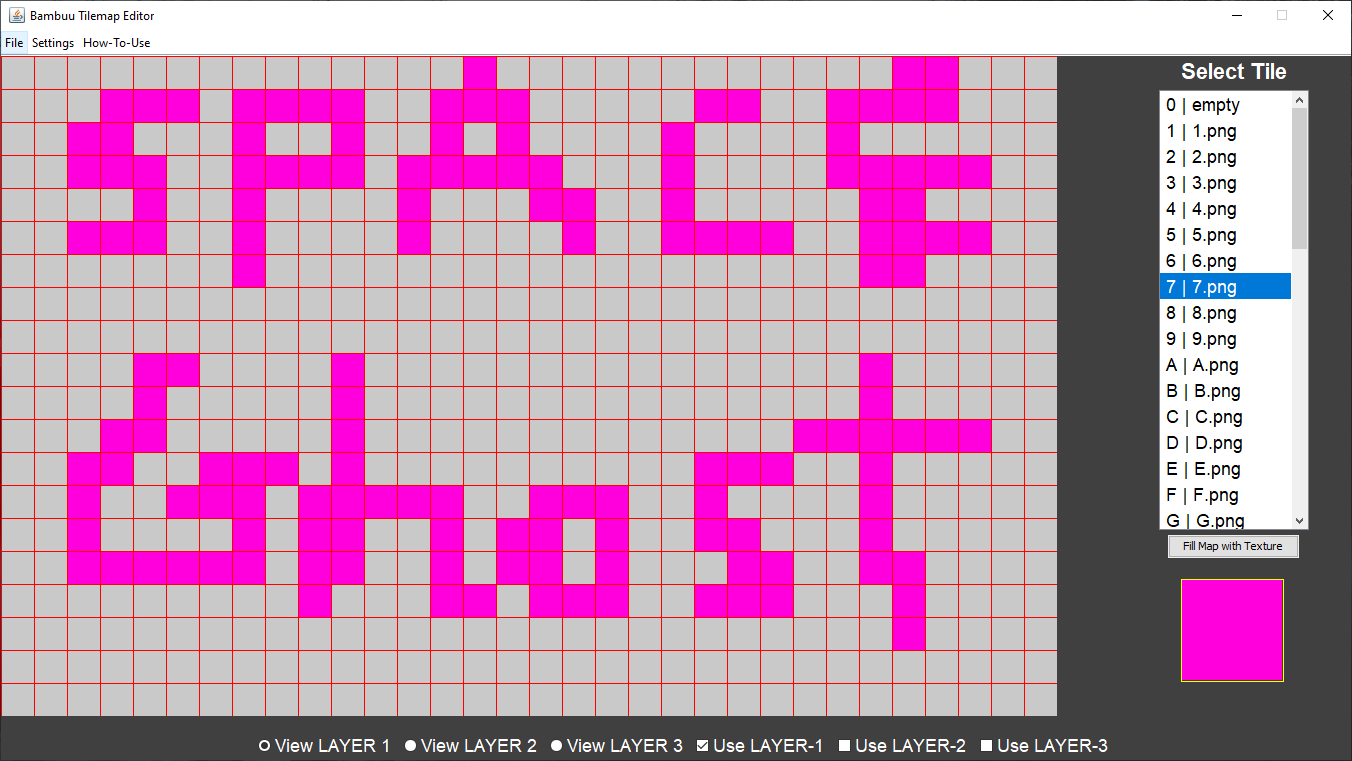 Bambuu Tilemap Editor
File Settings How-To-Use
SPACE
Ghost
Select Tile
0 | empty
1 | 1.png
2 | 2.png
3 | 3.png
4 | 4.png
5 | 5.png
6 | 6.png
7 | 7.png
8 | 8.png
9 | 9.png
A | A.png
B | B.png
C | C.png
D | D.png
E | E.png
F | F.png
G | G.png
Fill Map with Texture
View LAYER 1 View LAYER 2 View LAYER 3 Use LAYER-1 Use LAYER-2 Use LAYER-3